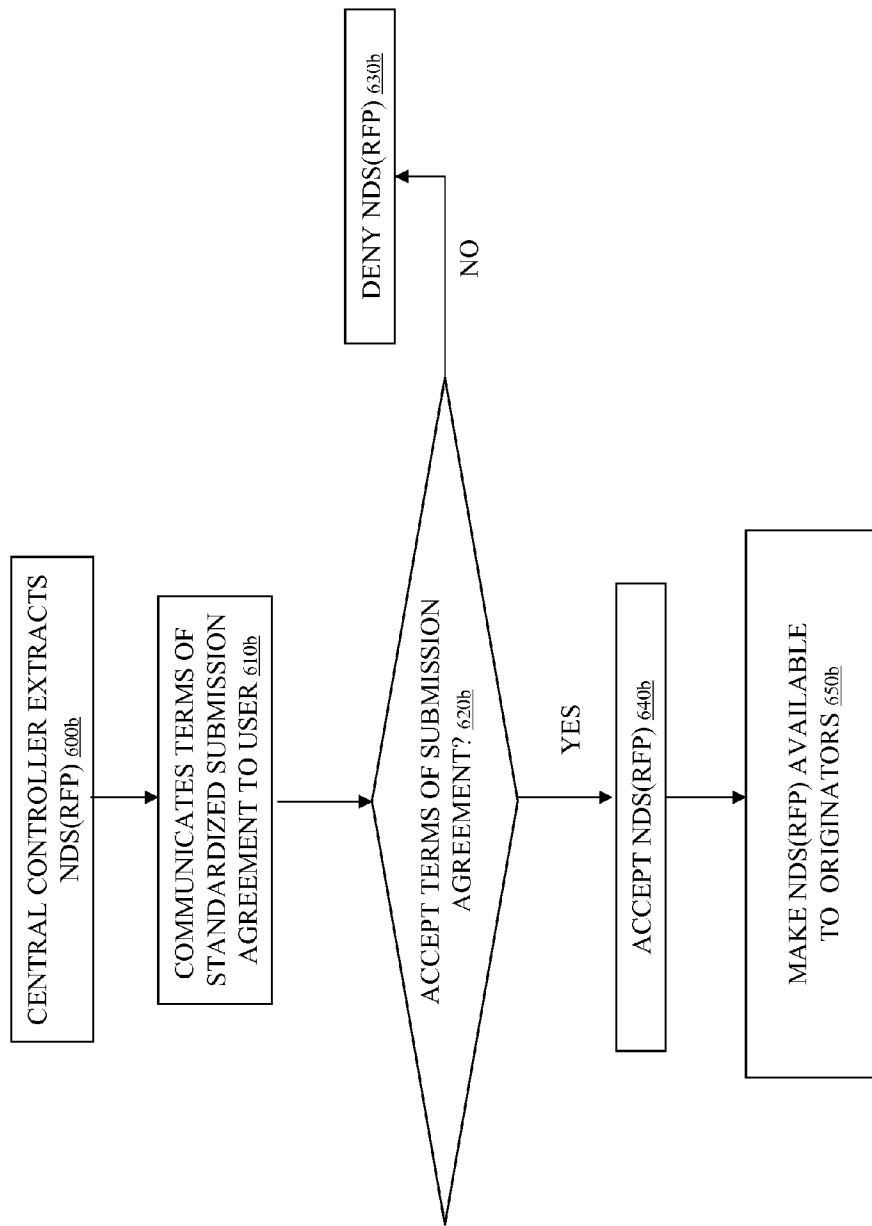 CENTRAL CONTROLLER EXTRACTS
NDS(RFP) 600b
COMMUNICATES TERMS OF
STANDARDIZED SUBMISSION
AGREEMENT TO USER 610b
ACCEPT TERMS OF SUBMISSION
AGREEMENT? 620b
NO
DENY NDS(RFP) 630b
YES
ACCEPT NDS(RFP) 640b
MAKE NDS(RFP) AVAILABLE
TO ORIGINATORS 650b